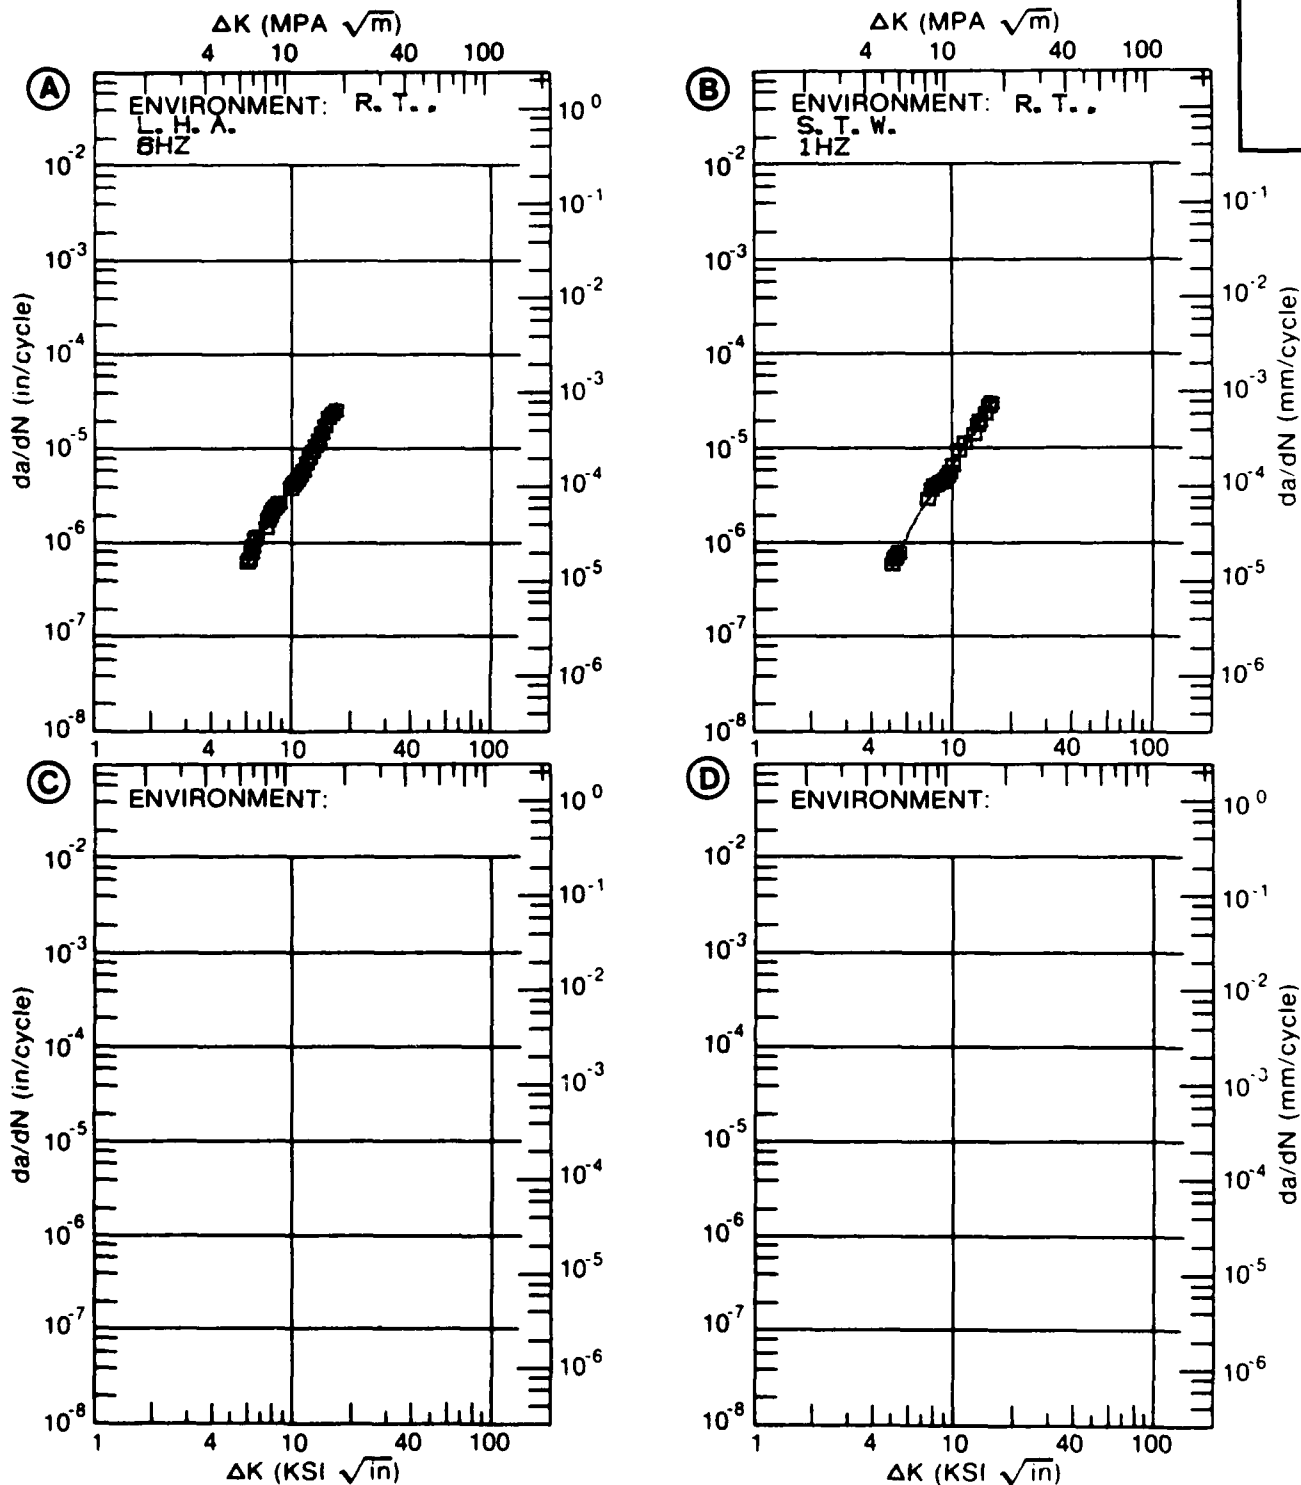 ΔK (MPA √m)
4 10 40 100
A
ENVIRONMENT: R. T. ,
L. H. A.
6HZ
10^-2
10^-3
10^-4
10^-5
10^-6
10^-7
10^-8
da/dN (in/cycle)
10^0
10^-1
10^-2
10^-3
10^-4
10^-5
10^-6
1 4 10 40 100
ΔK (MPA √m)
4 10 40 100
B
ENVIRONMENT: R. T. ,
S. T. W.
1HZ
10^-2
10^-3
10^-4
10^-5
10^-6
10^-7
10^-8
10^-1
10^-2
10^-3
10^-4
10^-5
10^-6
da/dN (mm/cycle)
1 4 10 40 100
C
ENVIRONMENT:
10^-2
10^-3
10^-4
10^-5
10^-6
10^-7
10^-8
da/dN (in/cycle)
10^0
10^-1
10^-2
10^-3
10^-4
10^-5
10^-6
1 4 10 40 100
ΔK (KSI √in)
D
ENVIRONMENT:
10^-2
10^-3
10^-4
10^-5
10^-6
10^-7
10^-8
10^0
10^-1
10^-2
10^-3
10^-4
10^-5
10^-6
da/dN (mm/cycle)
1 4 10 40 100
ΔK (KSI √in)